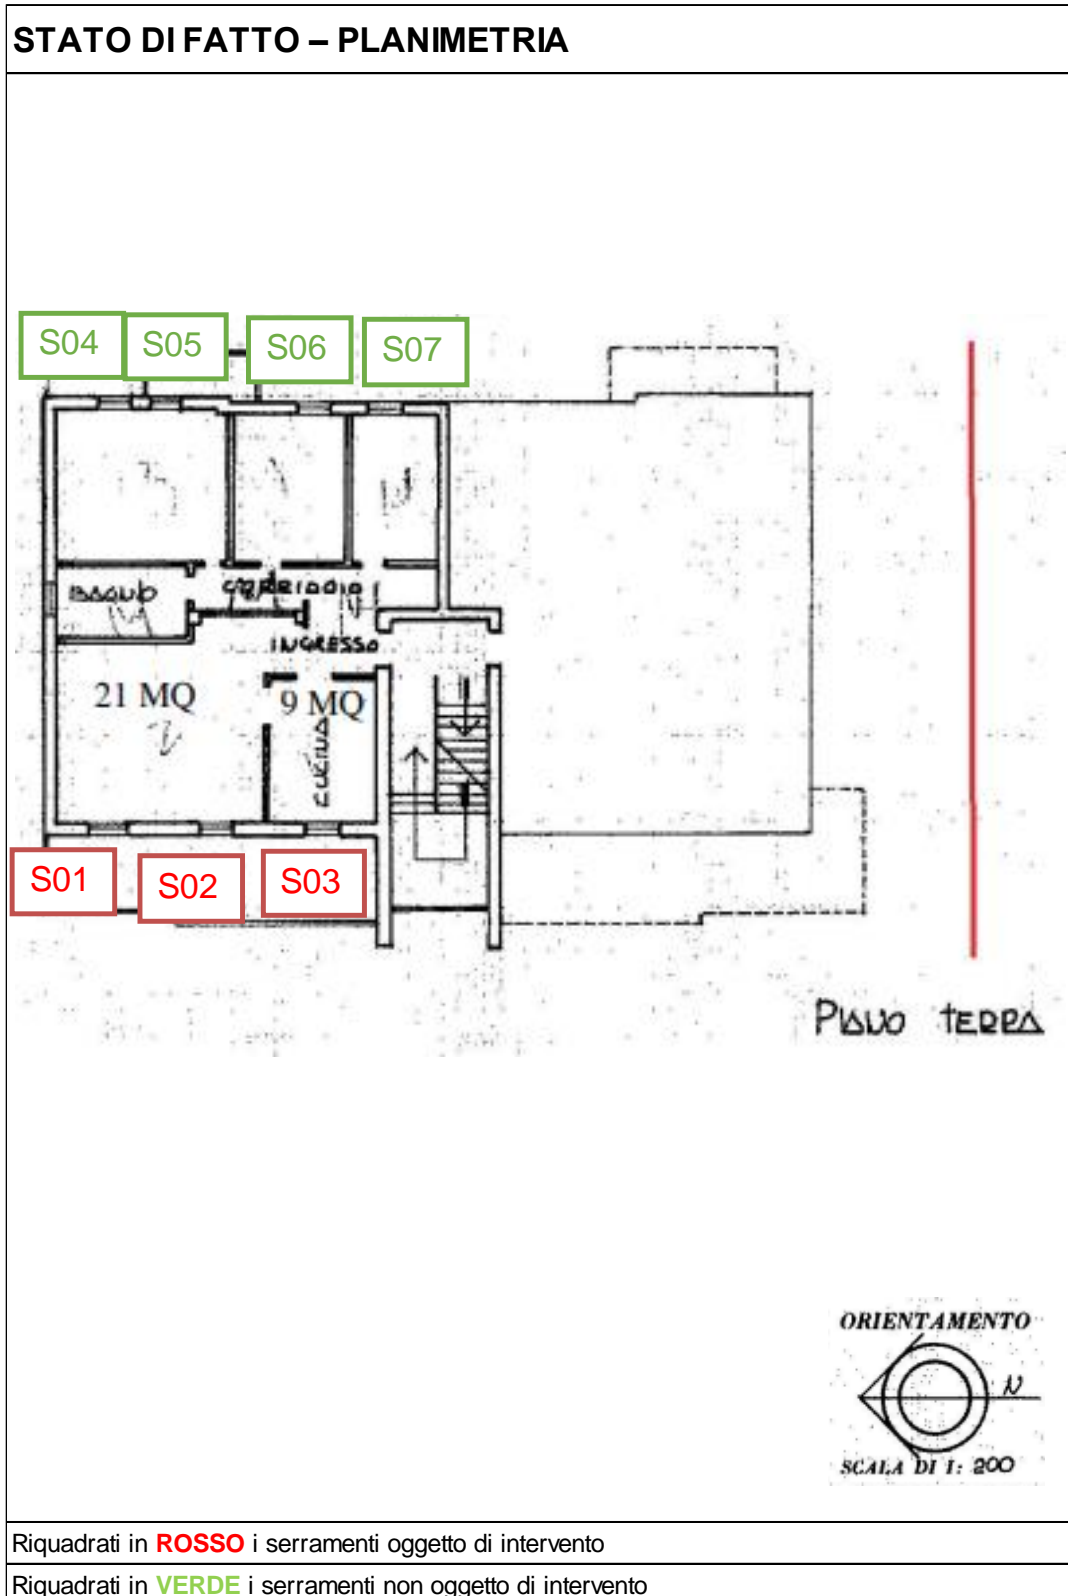 STATO DI FATTO – PLANIMETRIA
S04
S05
S06
S07
BAGNO
CORRIDOIO
INGRESSO
21 MQ
9 MQ
CUCINA
S01
S02
S03
PIANO TERRA
ORIENTAMENTO
N
SCALA DI 1: 200
Riquadrati in ROSSO i serramenti oggetto di intervento
Riquadrati in VERDE i serramenti non oggetto di intervento